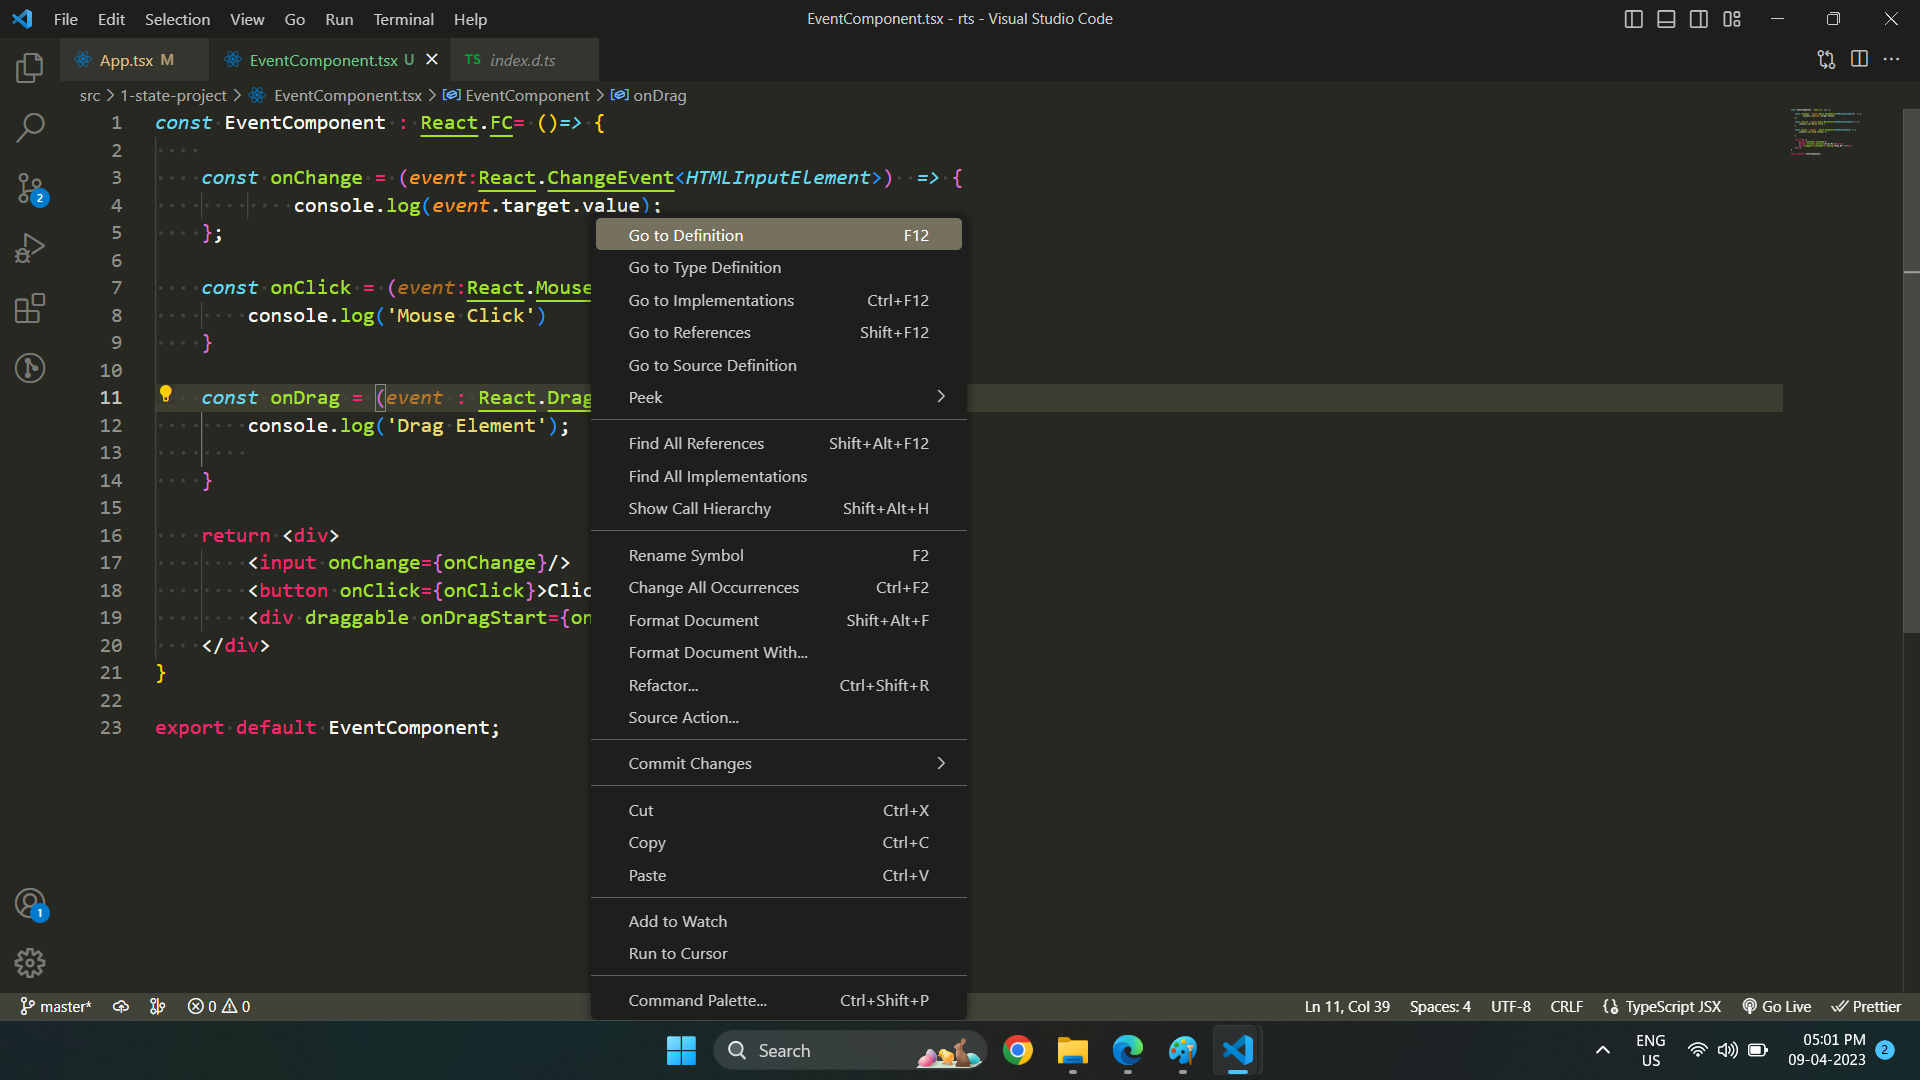 File Edit Selection View Go Run Terminal Help
EventComponent.tsx - rts - Visual Studio Code
App.tsx M
EventComponent.tsx U
TS index.d.ts
src > 1-state-project > EventComponent.tsx > EventComponent > onDrag
1 const EventComponent : React.FC= ()=> {
2
3 const onChange = (event:React.ChangeEvent<HTMLInputElement>) => {
4 console.log(event.target.value);
5 };
6
7 const onClick = (event:React.Mouse
8 console.log('Mouse Click')
9 }
10
11 const onDrag = (event : React.Drag
12 console.log('Drag Element');
13
14 }
15
16 return <div>
17 <input onChange={onChange}/>
18 <button onClick={onClick}>Clic
19 <div draggable onDragStart={on
20 </div>
21 }
22
23 export default EventComponent;
Go to Definition F12
Go to Type Definition
Go to Implementations Ctrl+F12
Go to References Shift+F12
Go to Source Definition
Peek
Find All References Shift+Alt+F12
Find All Implementations
Show Call Hierarchy Shift+Alt+H
Rename Symbol F2
Change All Occurrences Ctrl+F2
Format Document Shift+Alt+F
Format Document With...
Refactor... Ctrl+Shift+R
Source Action...
Commit Changes
Cut Ctrl+X
Copy Ctrl+C
Paste Ctrl+V
Add to Watch
Run to Cursor
Command Palette... Ctrl+Shift+P
2
1
master* 0 0
Ln 11, Col 39 Spaces: 4 UTF-8 CRLF TypeScript JSX Go Live Prettier
Search
ENG
US
05:01 PM
09-04-2023
2